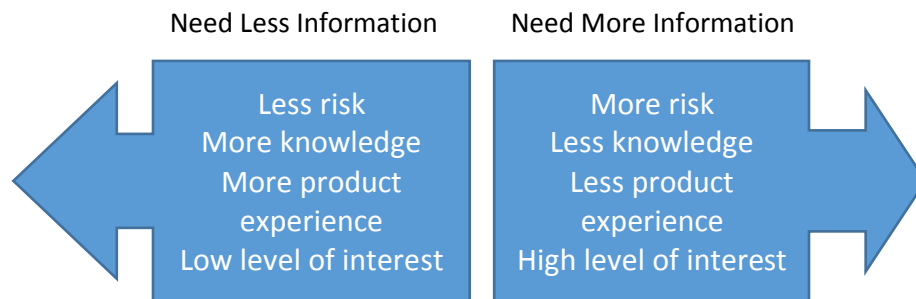 Need Less Information
Need More Information
Less risk
More knowledge
More product
experience
Low level of interest
More risk
Less knowledge
Less product
experience
High level of interest